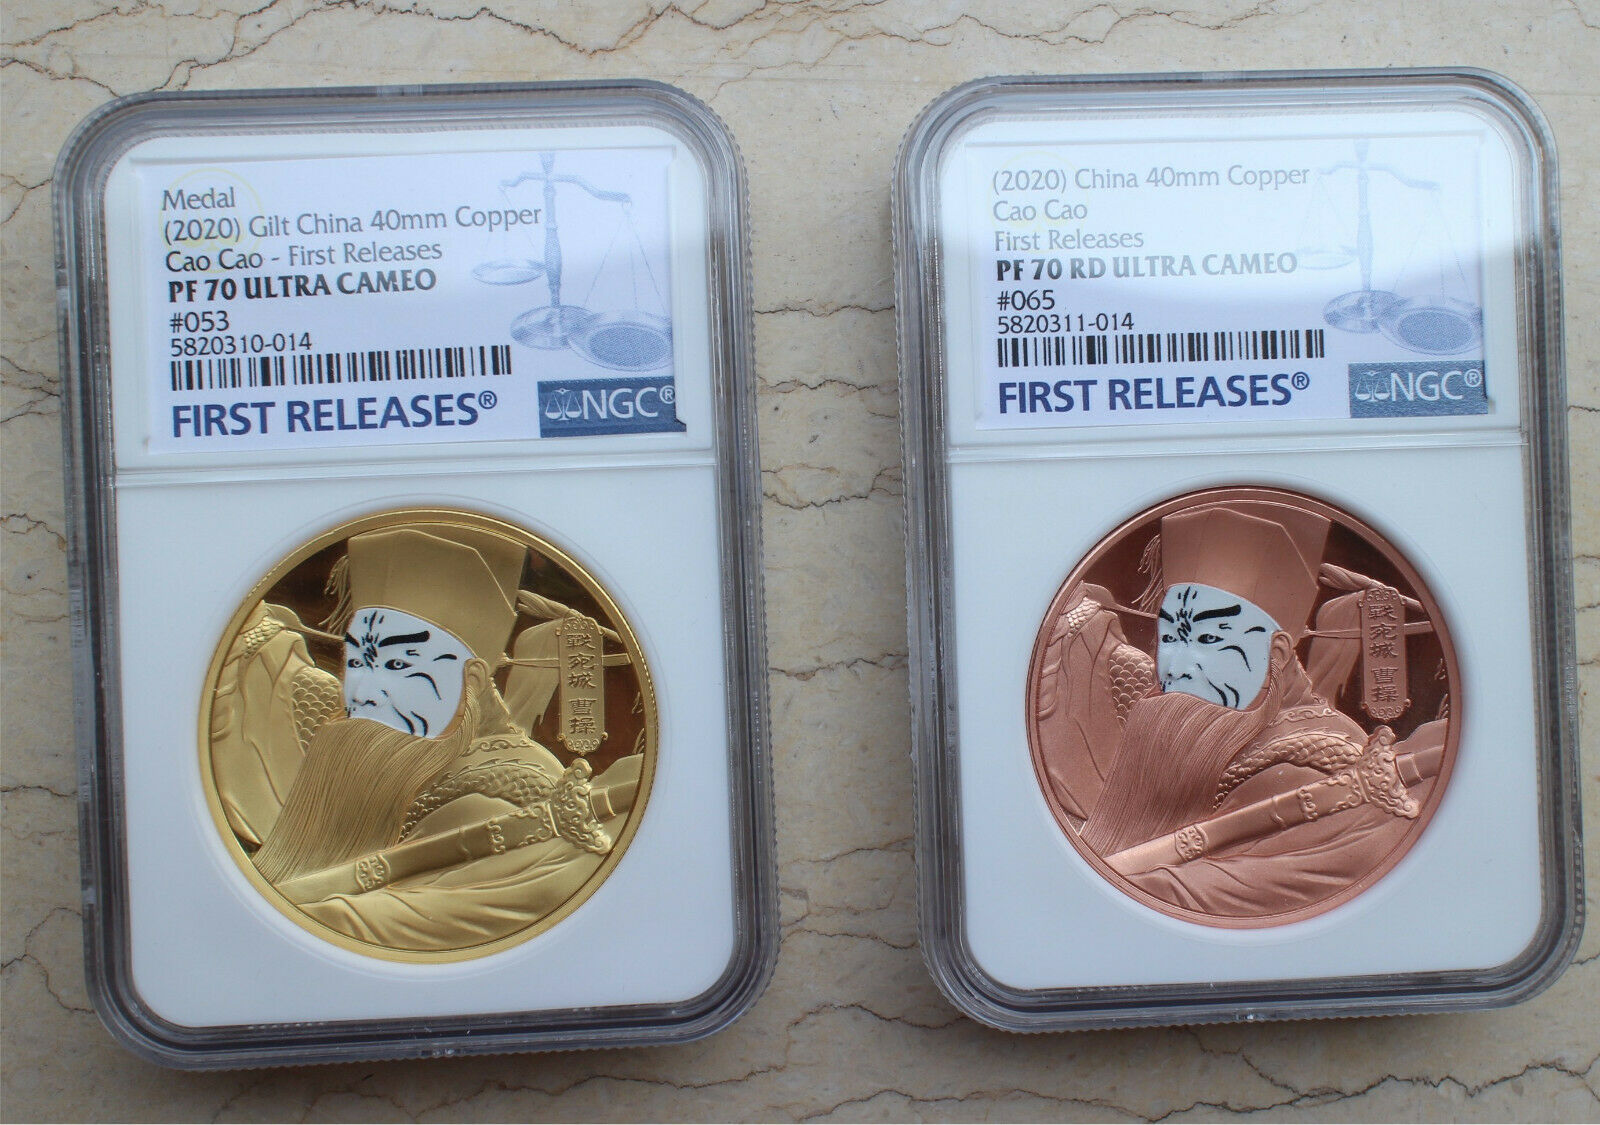 Medal
(2020) Gilt China 40mm Copper
Cao Cao - First Releases
PF 70 ULTRA CAMEO
#053
5820310-014
FIRST RELEASES®
NGC®
戰宛城 曹操
(2020) China 40mm Copper
Cao Cao
First Releases
PF 70 RD ULTRA CAMEO
#065
5820311-014
FIRST RELEASES®
NGC®
戰宛城 曹操